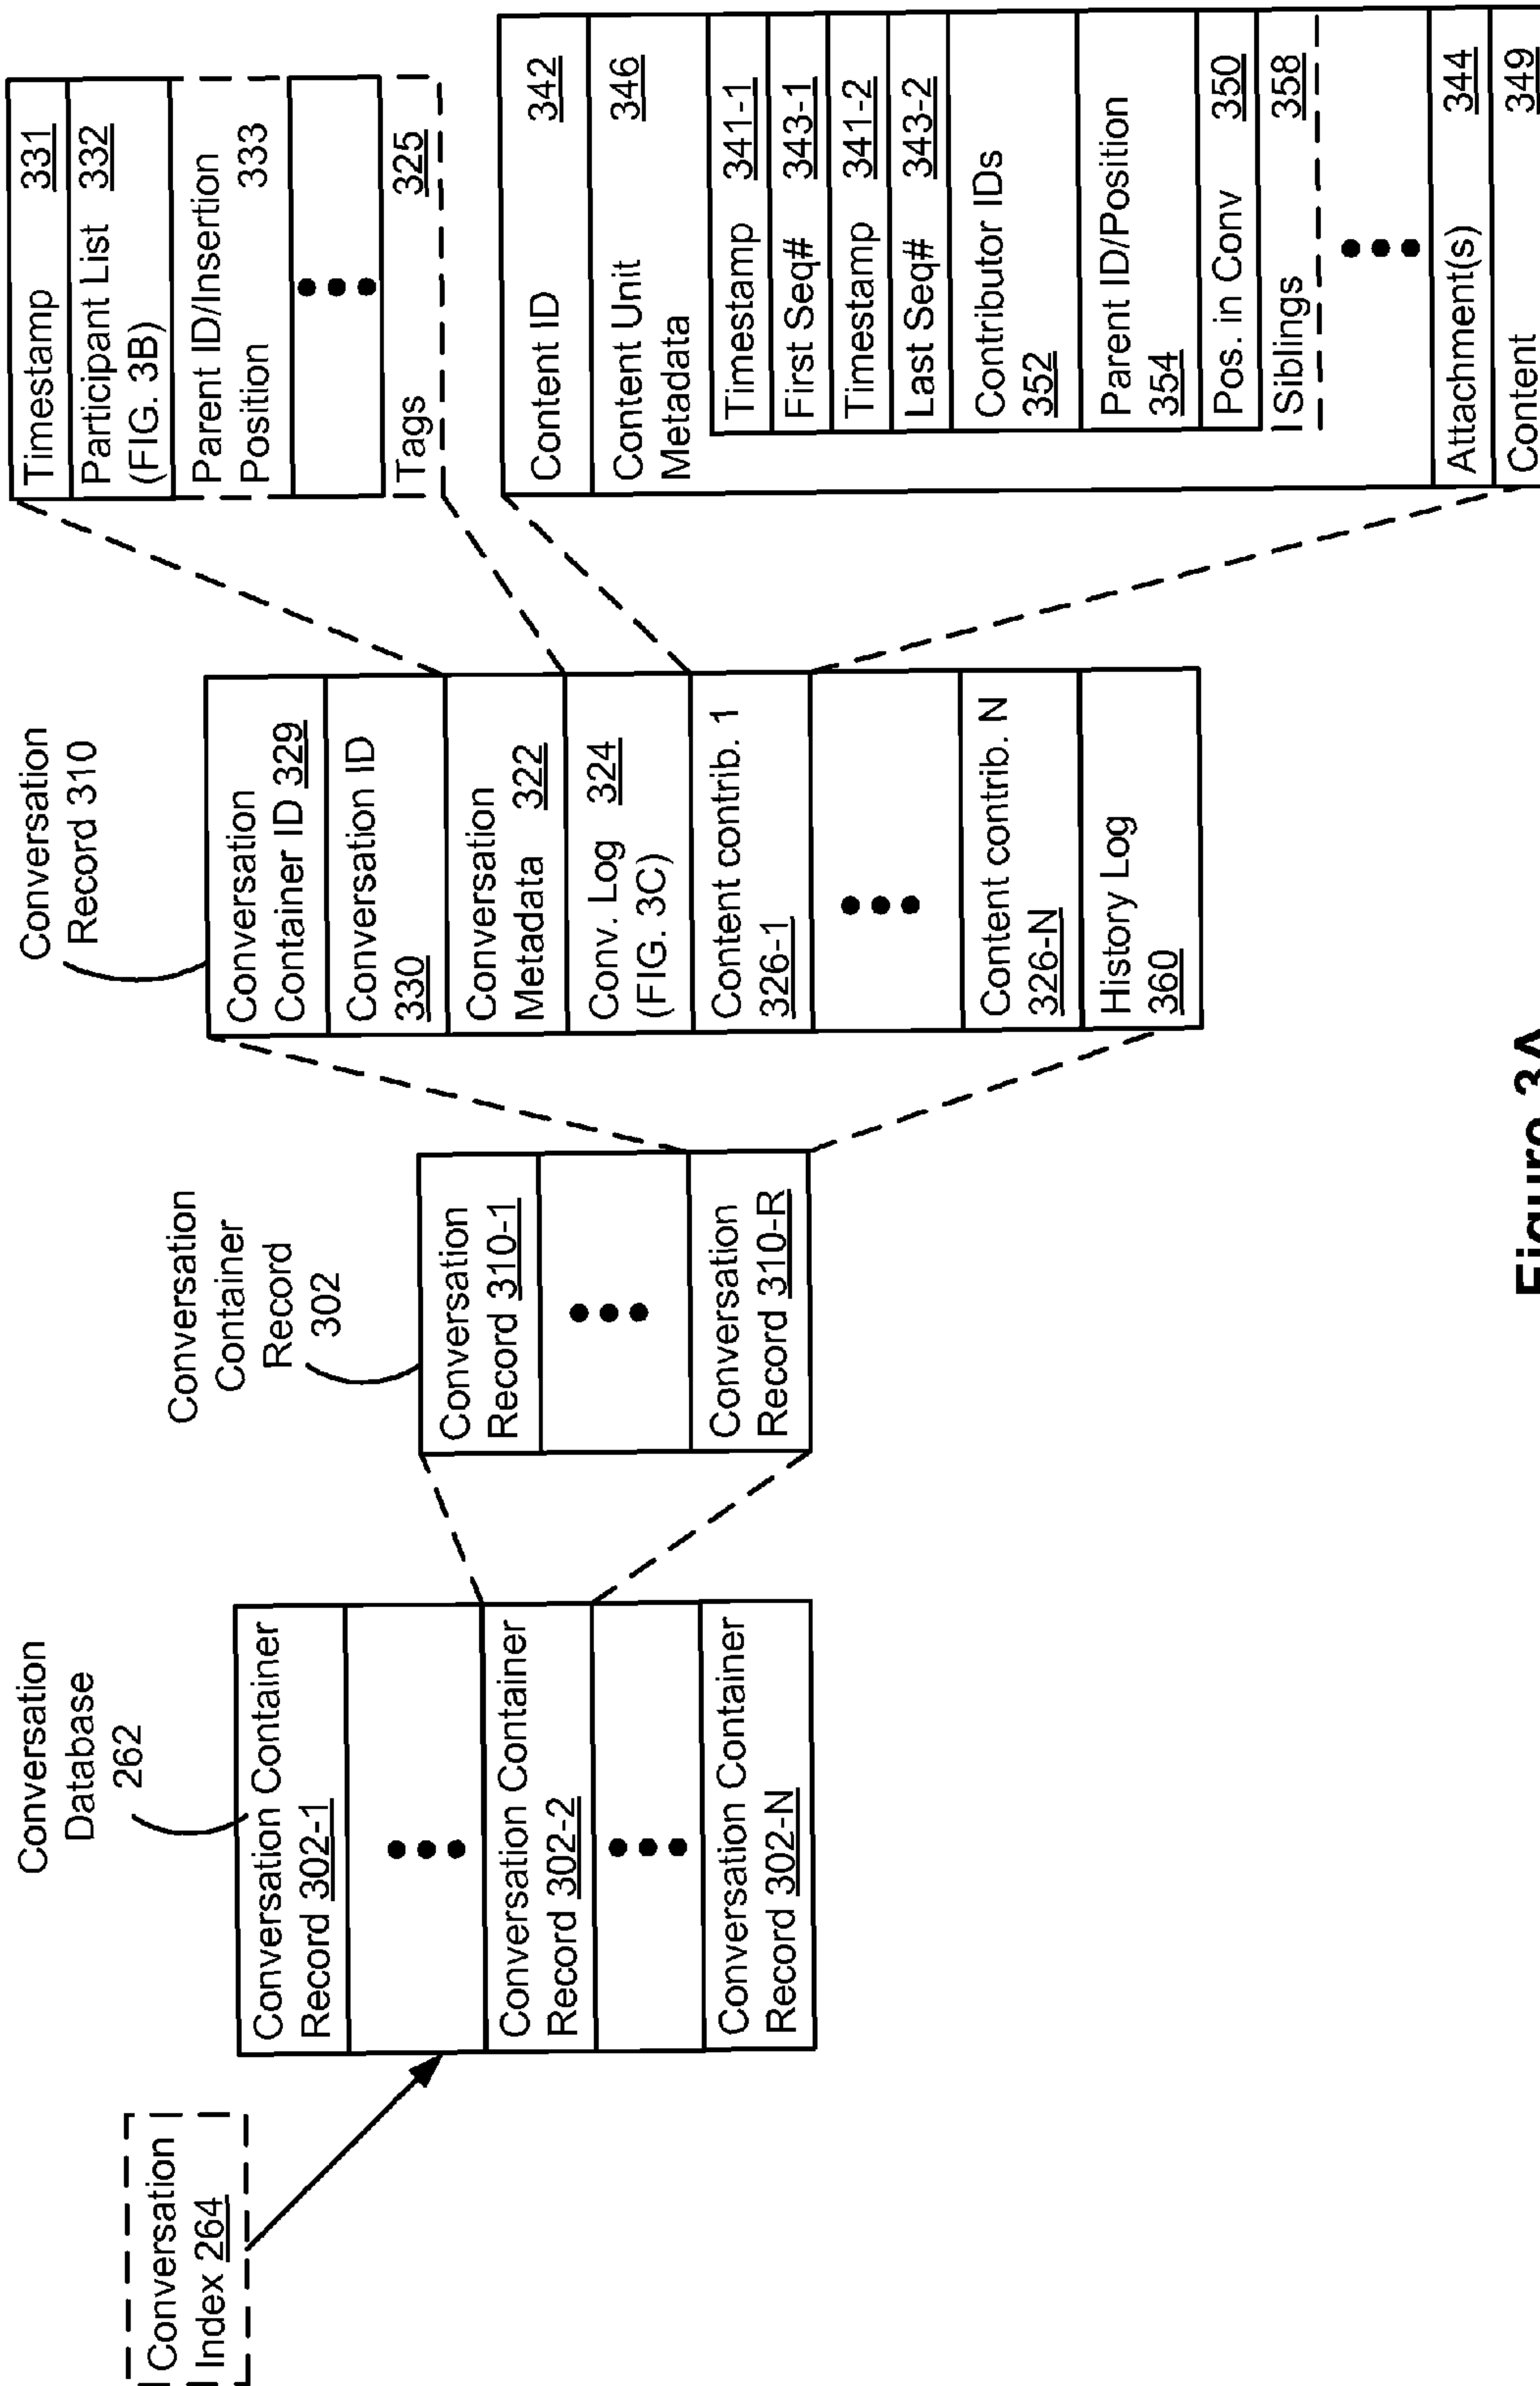 Conversation
Index 264
Conversation
Database
262
Conversation Container
Record 302-1
Conversation Container
Record 302-2
Conversation Container
Record 302-N
Conversation
Container
Record
302
Conversation
Record 310-1
Conversation
Record 310-R
Conversation
Record 310
Conversation
Container ID 329
Conversation ID
330
Conversation
Metadata 322
Conv. Log 324
(FIG. 3C)
Content contrib. 1
326-1
Content contrib. N
326-N
History Log
360
Timestamp 331
Participant List 332
(FIG. 3B)
Parent ID/Insertion
Position 333
Tags 325
Content ID 342
Content Unit 346
Metadata
Timestamp 341-1
First Seq# 343-1
Timestamp 341-2
Last Seq# 343-2
Contributor IDs
352
Parent ID/Position
354
Pos. in Conv 350
Siblings 358
Attachment(s) 344
Content 349
Figure 3A